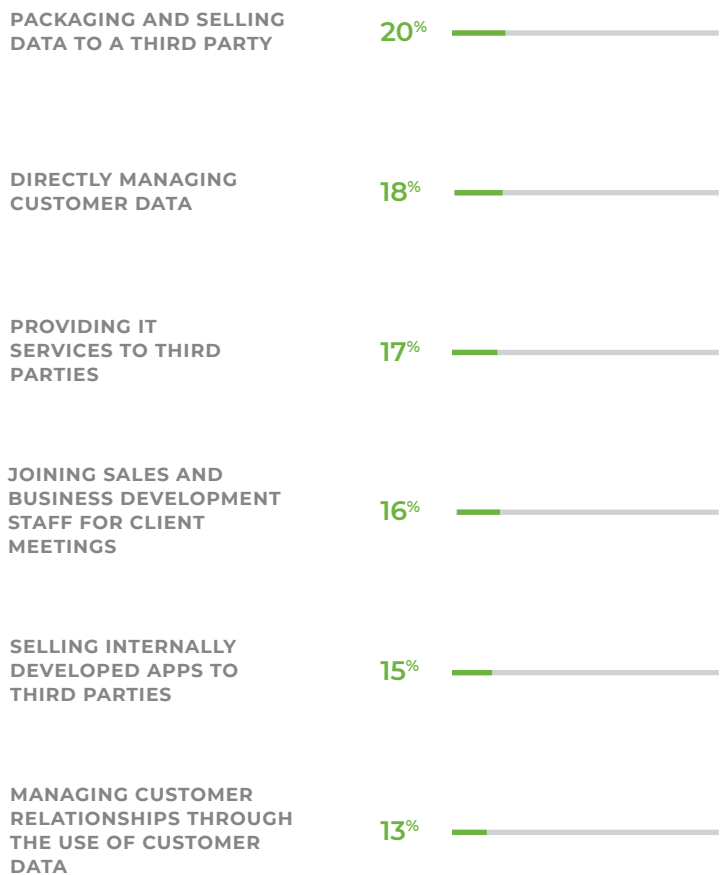 PACKAGING AND SELLING
DATA TO A THIRD PARTY
20%
DIRECTLY MANAGING
CUSTOMER DATA
18%
PROVIDING IT
SERVICES TO THIRD
PARTIES
17%
JOINING SALES AND
BUSINESS DEVELOPMENT
STAFF FOR CLIENT
MEETINGS
16%
SELLING INTERNALLY
DEVELOPED APPS TO
THIRD PARTIES
15%
MANAGING CUSTOMER
RELATIONSHIPS THROUGH
THE USE OF CUSTOMER
DATA
13%